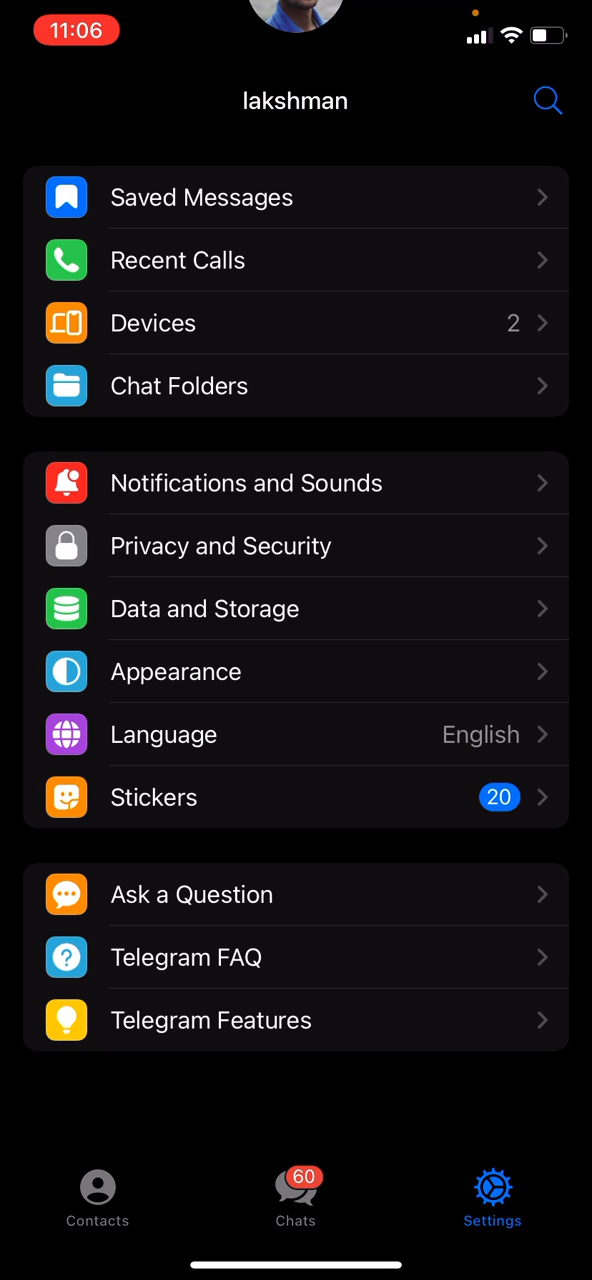 11:06
lakshman
Saved Messages
Recent Calls
Devices 2
Chat Folders
Notifications and Sounds
Privacy and Security
Data and Storage
Appearance
Language English
Stickers 20
Ask a Question
Telegram FAQ
Telegram Features
60
Contacts Chats Settings